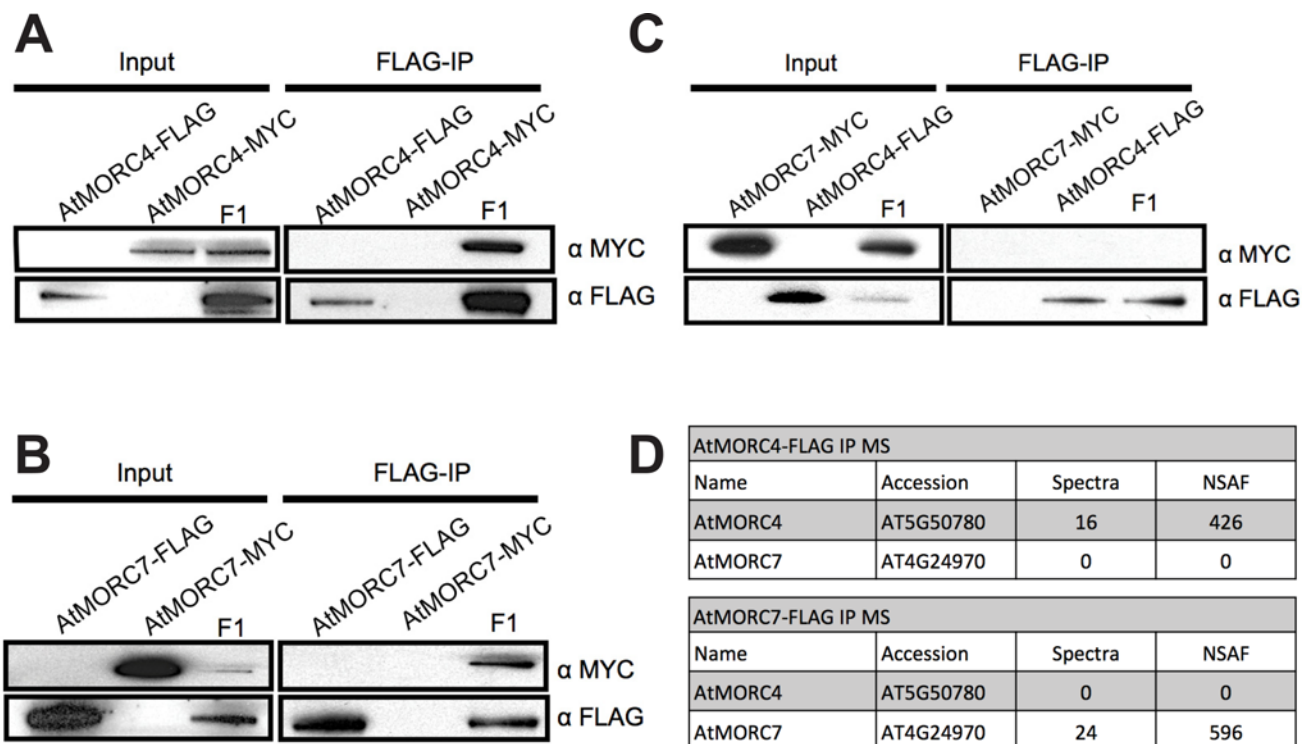 A
Input
FLAG-IP
AtMORC4-FLAG
AtMORC4-MYC
F1
AtMORC4-FLAG
AtMORC4-MYC
F1
α MYC
α FLAG
B
Input
FLAG-IP
AtMORC7-FLAG
AtMORC7-MYC
F1
AtMORC7-FLAG
AtMORC7-MYC
F1
α MYC
α FLAG
C
Input
FLAG-IP
AtMORC7-MYC
AtMORC4-FLAG
F1
AtMORC7-MYC
AtMORC4-FLAG
F1
α MYC
α FLAG
D
AtMORC4-FLAG IP MS
Name Accession Spectra NSAF
AtMORC4 AT5G50780 16 426
AtMORC7 AT4G24970 0 0
AtMORC7-FLAG IP MS
Name Accession Spectra NSAF
AtMORC4 AT5G50780 0 0
AtMORC7 AT4G24970 24 596